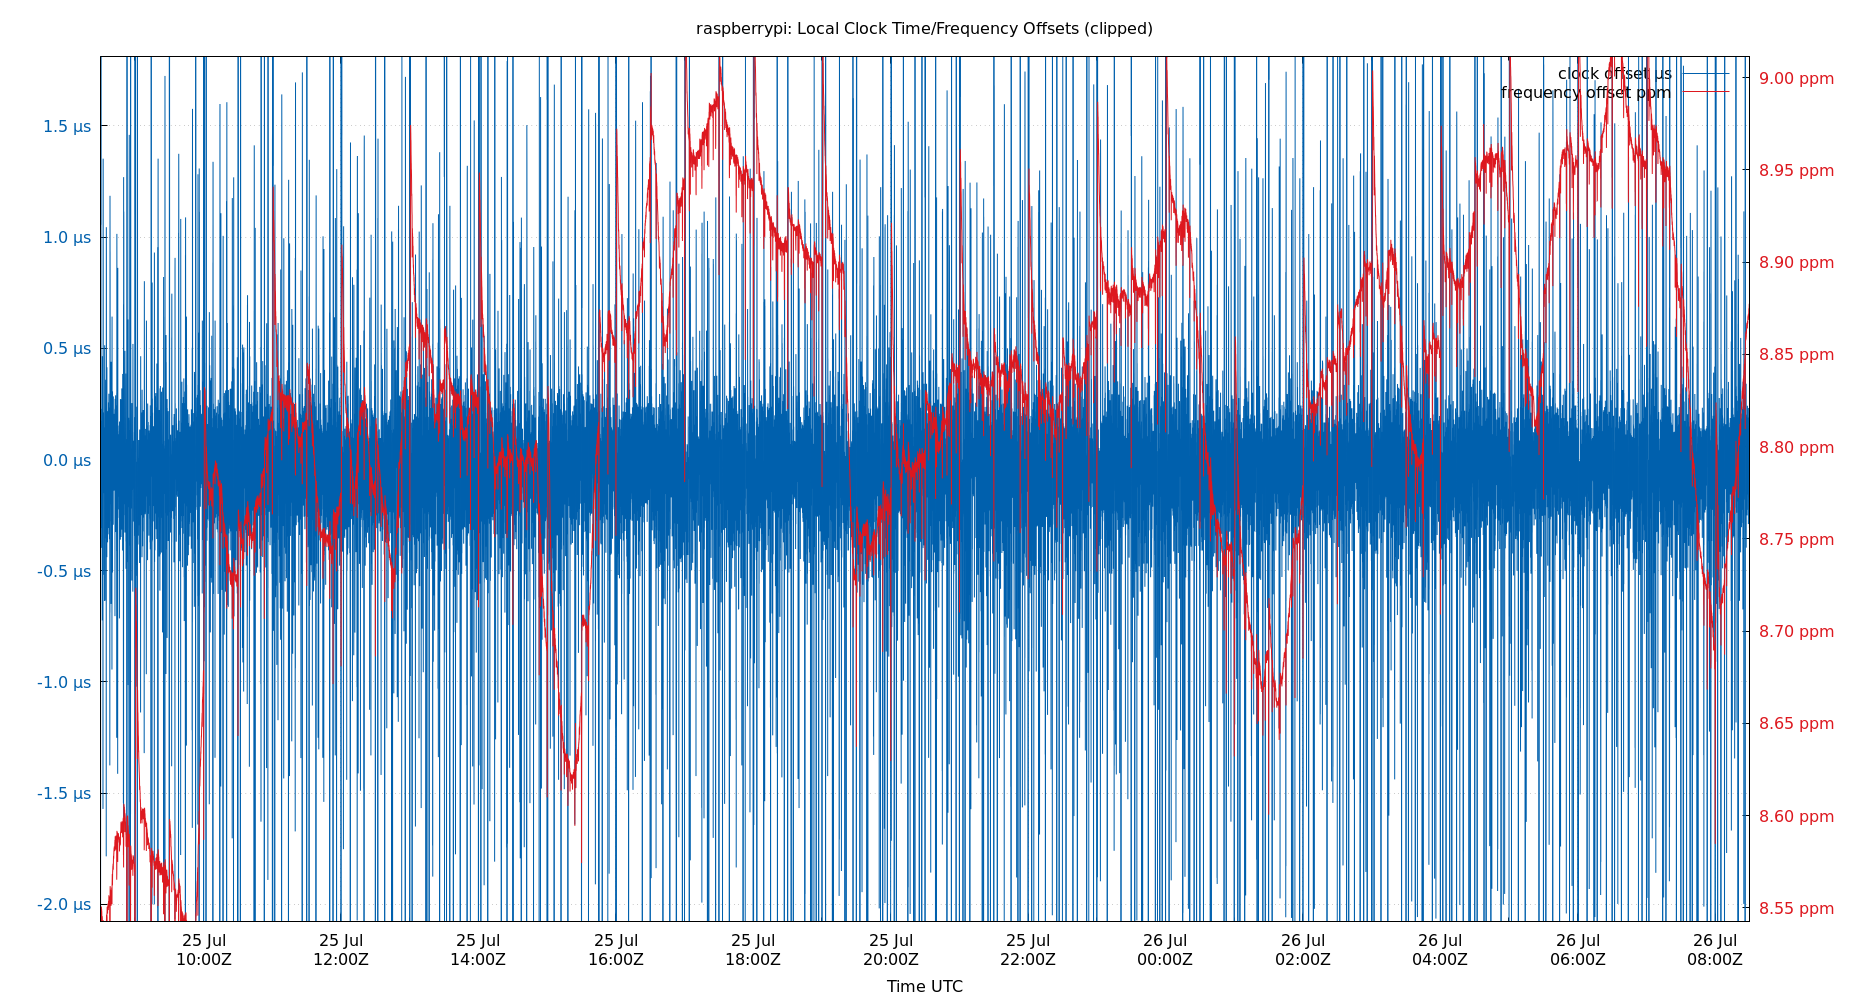 raspberrypi: Local Clock Time/Frequency Offsets (clipped)
clock offset µs
frequency offset ppm
1.5 µs
1.0 µs
0.5 µs
0.0 µs
-0.5 µs
-1.0 µs
-1.5 µs
-2.0 µs
9.00 ppm
8.95 ppm
8.90 ppm
8.85 ppm
8.80 ppm
8.75 ppm
8.70 ppm
8.65 ppm
8.60 ppm
8.55 ppm
25 Jul 25 Jul 25 Jul 25 Jul 25 Jul 25 Jul 25 Jul 26 Jul 26 Jul 26 Jul 26 Jul 26 Jul
10:00Z 12:00Z 14:00Z 16:00Z 18:00Z 20:00Z 22:00Z 00:00Z 02:00Z 04:00Z 06:00Z 08:00Z
Time UTC